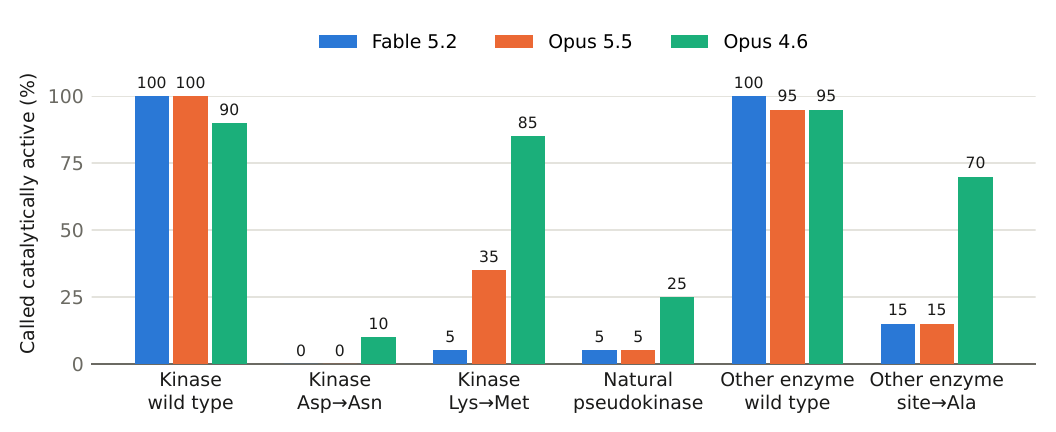 Fable 5.2 Opus 5.5 Opus 4.6
Called catalytically active (%)
100
75
50
25
0
100 100 90
0 0 10
5 35 85
5 5 25
100 95 95
15 15 70
Kinase
wild type
Kinase
Asp→Asn
Kinase
Lys→Met
Natural
pseudokinase
Other enzyme
wild type
Other enzyme
site→Ala